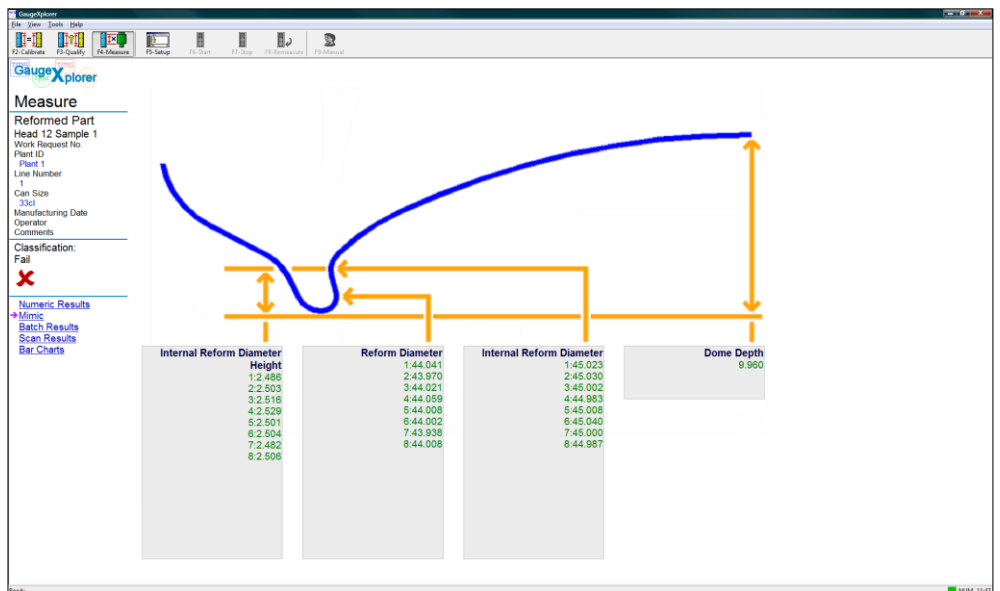 GaugeXplorer
File View Tools Help
F2-Calibrate F3-Qualify F4-Measure F5-Setup F6-Start F7-Stop F8-Remeasure F9-Manual
GaugeXplorer
Measure
Reformed Part
Head 12 Sample 1
Work Request No.
Plant ID
Plant 1
Line Number
1
Can Size
33cl
Manufacturing Date
Operator
Comments
Classification:
Fail
Numeric Results
Mimic
Batch Results
Scan Results
Bar Charts
Internal Reform Diameter
Height
1:2.486
2:2.503
3:2.516
4:2.529
5:2.501
6:2.504
7:2.482
8:2.506
Reform Diameter
1:44.041
2:43.970
3:44.021
4:44.059
5:44.008
6:44.002
7:43.938
8:44.008
Internal Reform Diameter
1:45.023
2:45.030
3:45.002
4:44.983
5:45.008
6:45.040
7:45.000
8:44.987
Dome Depth
9.960
Ready